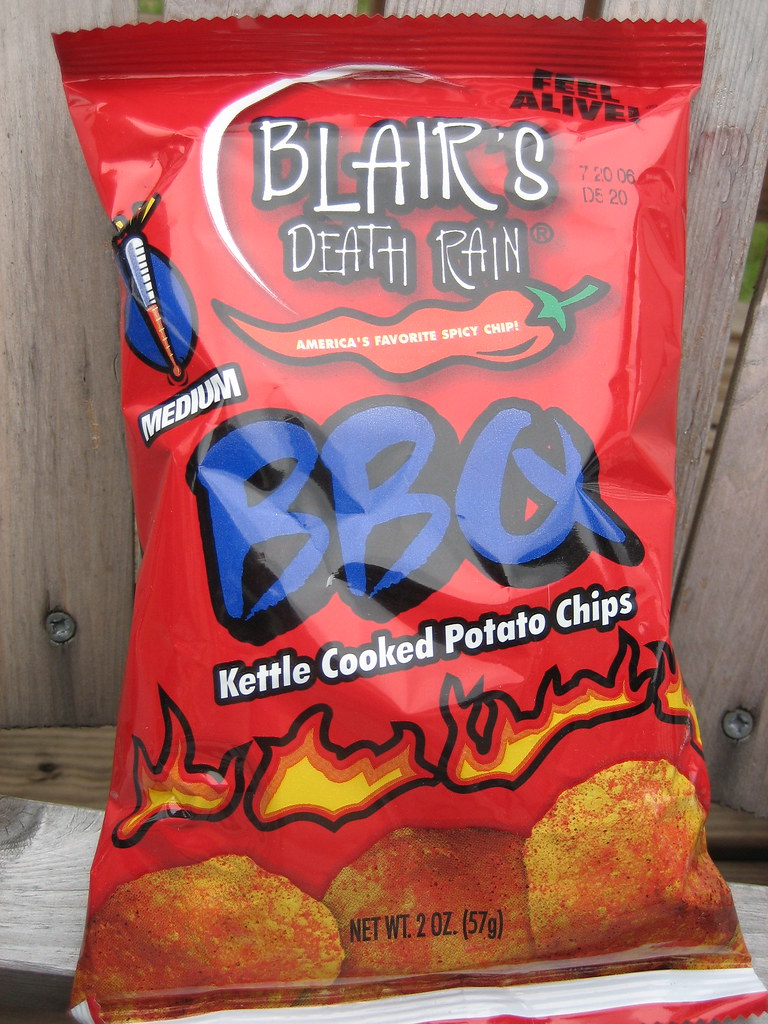 FEEL
ALIVE!
BLAIR'S
7 20 06
D5 20
DEATH RAIN®
AMERICA'S FAVORITE SPICY CHIP!
MEDIUM
BBQ
Kettle Cooked Potato Chips
NET WT. 2 OZ. (57g)